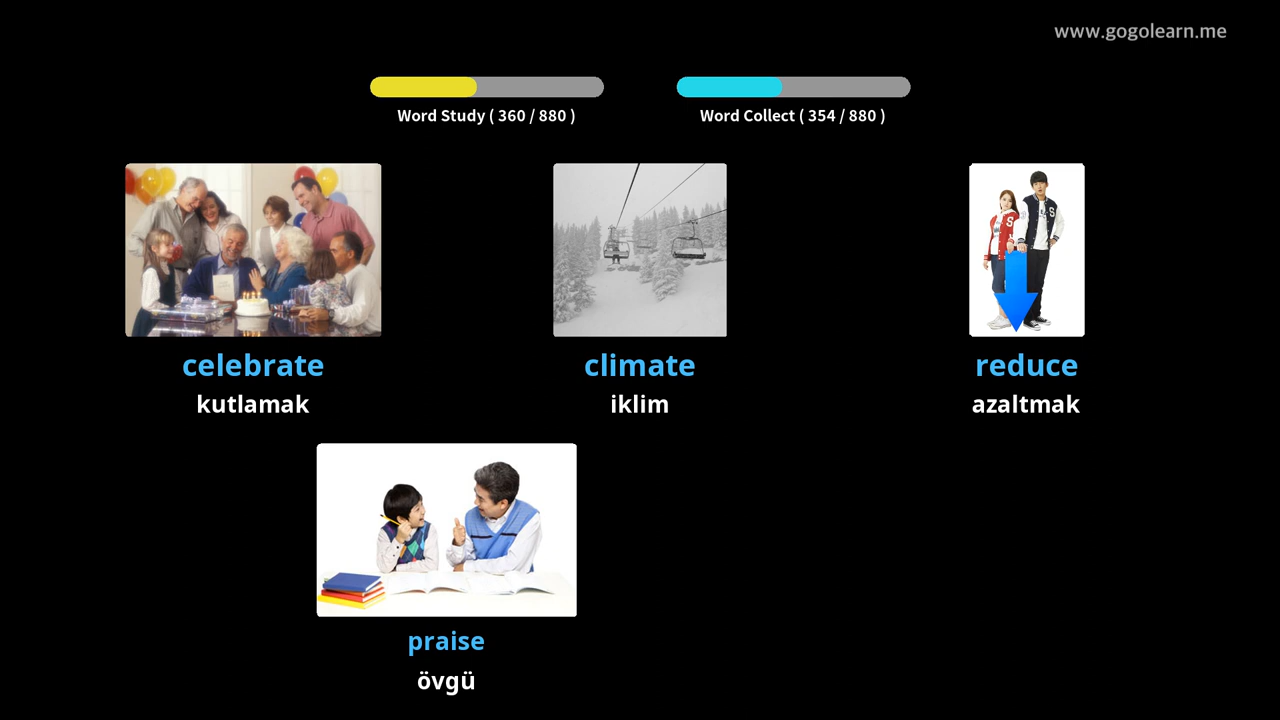 www.gogolearn.me
Word Study ( 360 / 880 )
Word Collect ( 354 / 880 )
celebrate
kutlamak
climate
iklim
reduce
azaltmak
praise
övgü